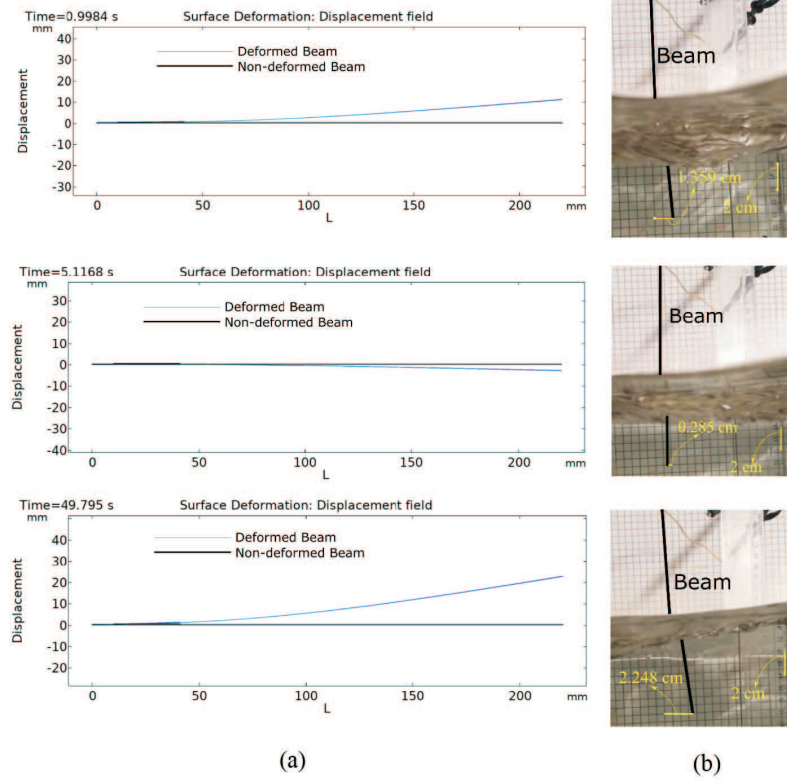 Time=0.9984 s Surface Deformation: Displacement field
mm
40
30
20
10
0
-10
-20
-30
Displacement
Deformed Beam
Non-deformed Beam
0 50 100 150 200 mm
L
Beam
1.359 cm
2 cm
Time=5.1168 s Surface Deformation: Displacement field
mm
30
20
10
0
-10
-20
-30
-40
Displacement
Deformed Beam
Non-deformed Beam
0 50 100 150 200 mm
L
Beam
0.285 cm
2 cm
Time=49.795 s Surface Deformation: Displacement field
mm
50
40
30
20
10
0
-10
-20
Displacement
Deformed Beam
Non-deformed Beam
0 50 100 150 200 mm
L
Beam
2.248 cm
2 cm
(a) (b)